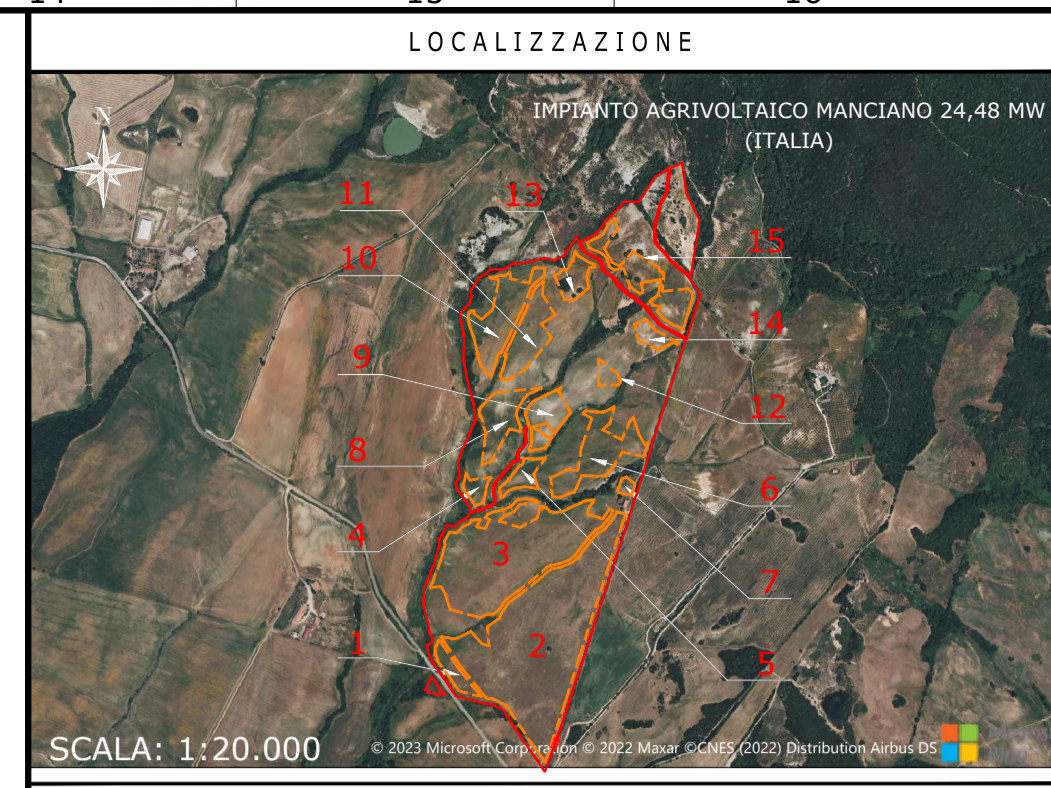 LOCALIZZAZIONE
IMPIANTO AGRIVOLTAICO MANCIANO 24,48 MW
(ITALIA)
N
11
13
10
15
14
9
12
8
6
4
3
7
1
2
5
SCALA: 1:20.000
© 2023 Microsoft Corporation © 2022 Maxar ©CNES (2022) Distribution Airbus DS